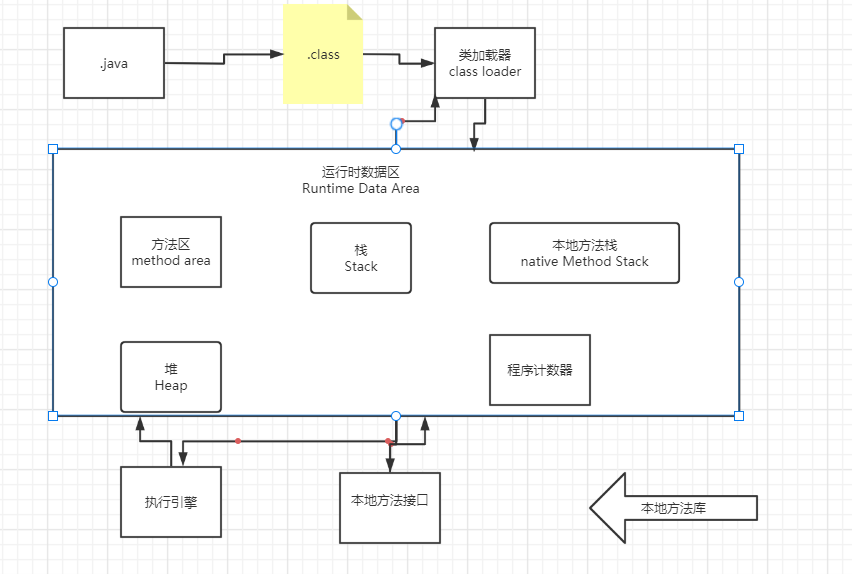 .java
.class
类加载器
class loader
运行时数据区
Runtime Data Area
方法区
method area
栈
Stack
本地方法栈
native Method Stack
堆
Heap
程序计数器
执行引擎
本地方法接口
本地方法库